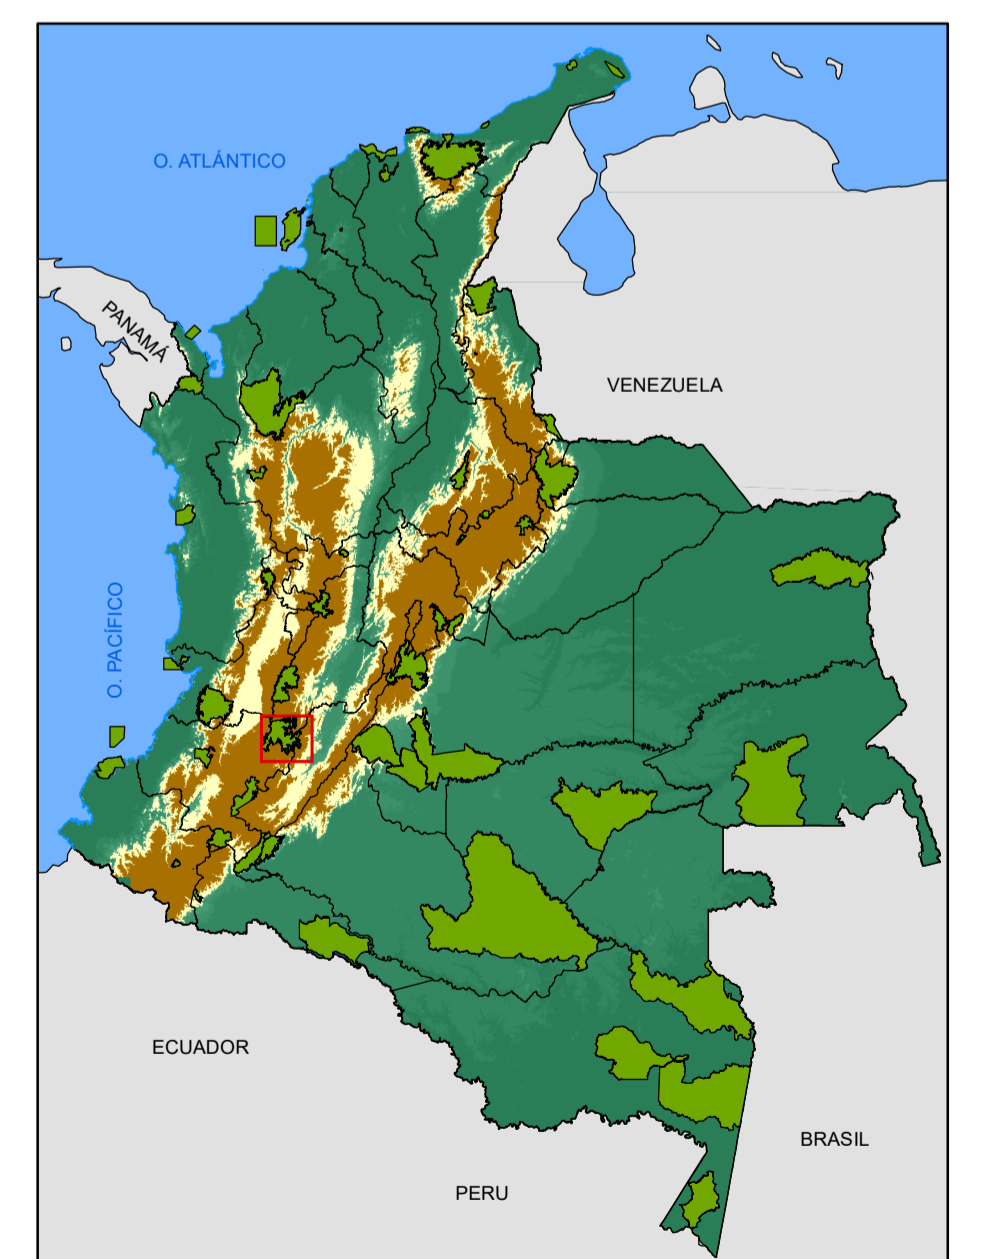 O. ATLÁNTICO
PANAMÁ
VENEZUELA
O. PACÍFICO
ECUADOR
BRASIL
PERU